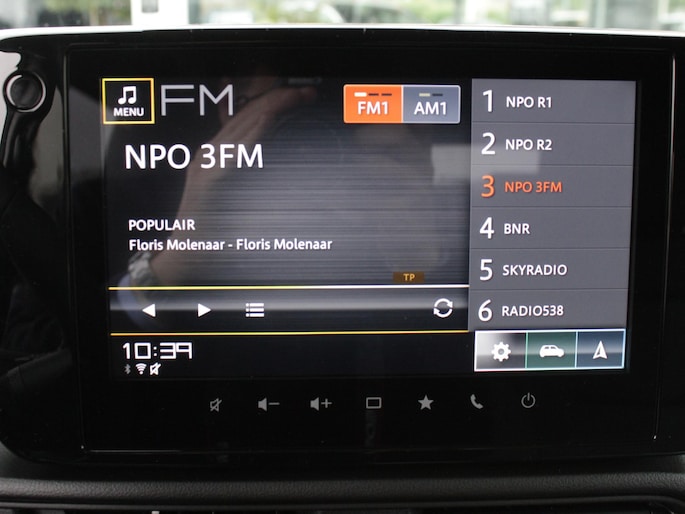 MENU
FM
FM1
AM1
NPO 3FM
POPULAIR
Floris Molenaar - Floris Molenaar
TP
10:39
1 NPO R1
2 NPO R2
3 NPO 3FM
4 BNR
5 SKYRADIO
6 RADIO538